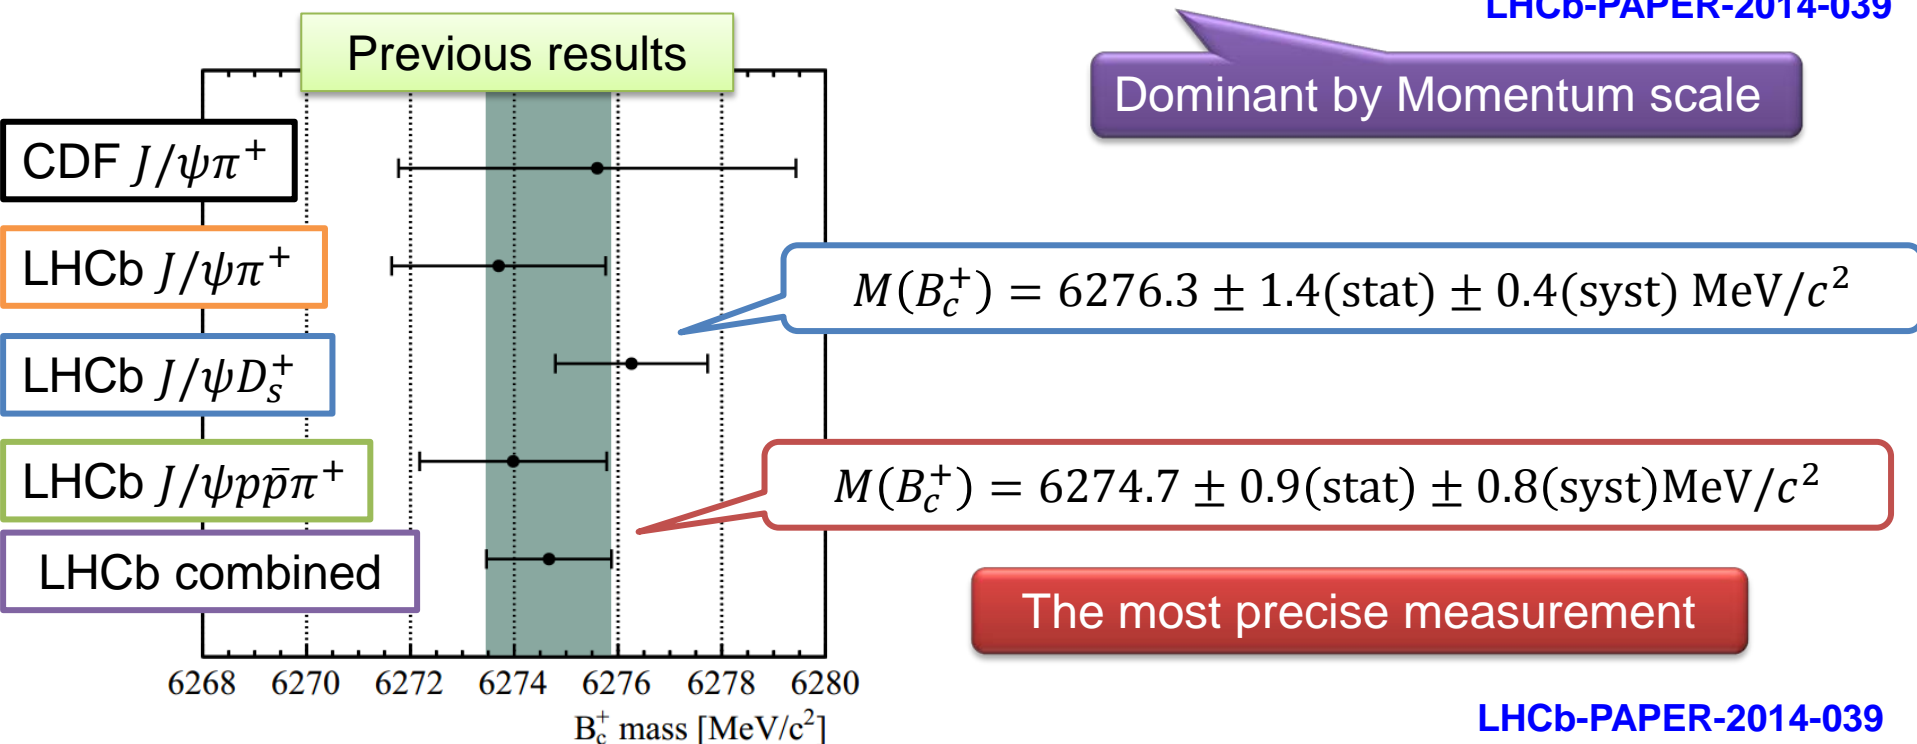 LHCb-PAPER-2014-039
Previous results
Dominant by Momentum scale
CDF J/ψπ⁺
LHCb J/ψπ⁺
M(B_c⁺) = 6276.3 ± 1.4(stat) ± 0.4(syst) MeV/c²
LHCb J/ψD_s⁺
LHCb J/ψpp̄π⁺
M(B_c⁺) = 6274.7 ± 0.9(stat) ± 0.8(syst)MeV/c²
LHCb combined
The most precise measurement
6268 6270 6272 6274 6276 6278 6280
B_c⁺ mass [MeV/c²]
LHCb-PAPER-2014-039